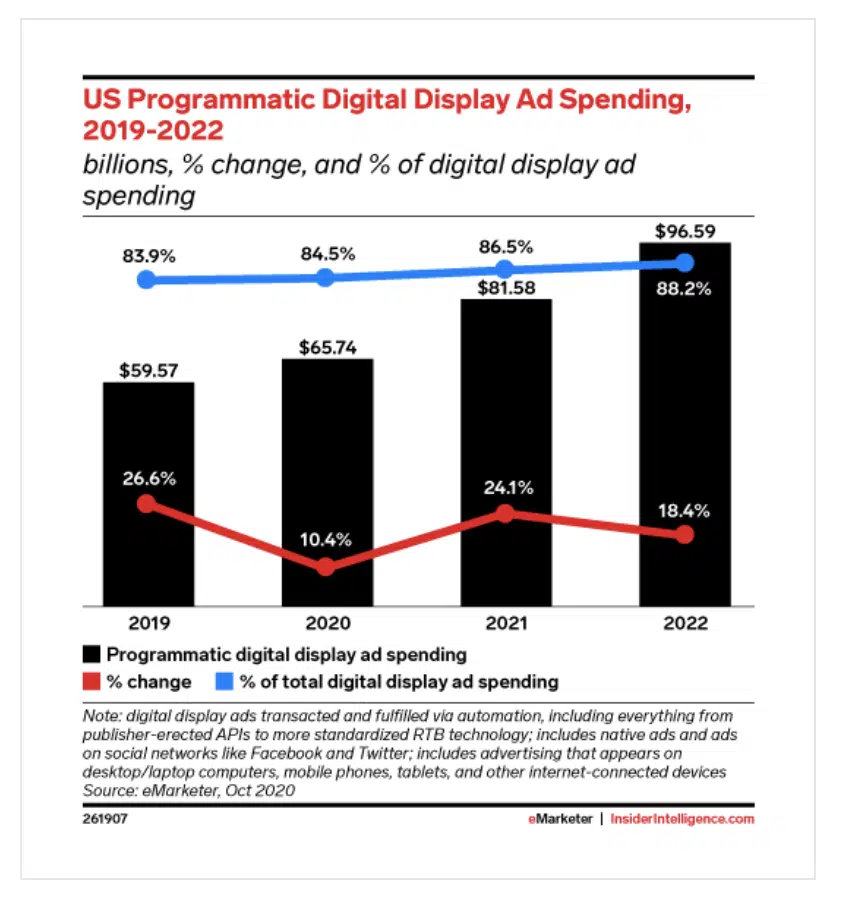 US Programmatic Digital Display Ad Spending,
2019-2022
billions, % change, and % of digital display ad
spending
$96.59
83.9%
84.5%
86.5%
$81.58
88.2%
$65.74
$59.57
26.6%
10.4%
24.1%
18.4%
2019
2020
2021
2022
Programmatic digital display ad spending
% change
% of total digital display ad spending
Note: digital display ads transacted and fulfilled via automation, including everything from
publisher-erected APIs to more standardized RTB technology; includes native ads and ads
on social networks like Facebook and Twitter; includes advertising that appears on
desktop/laptop computers, mobile phones, tablets, and other internet-connected devices
Source: eMarketer, Oct 2020
261907
eMarketer | InsiderIntelligence.com